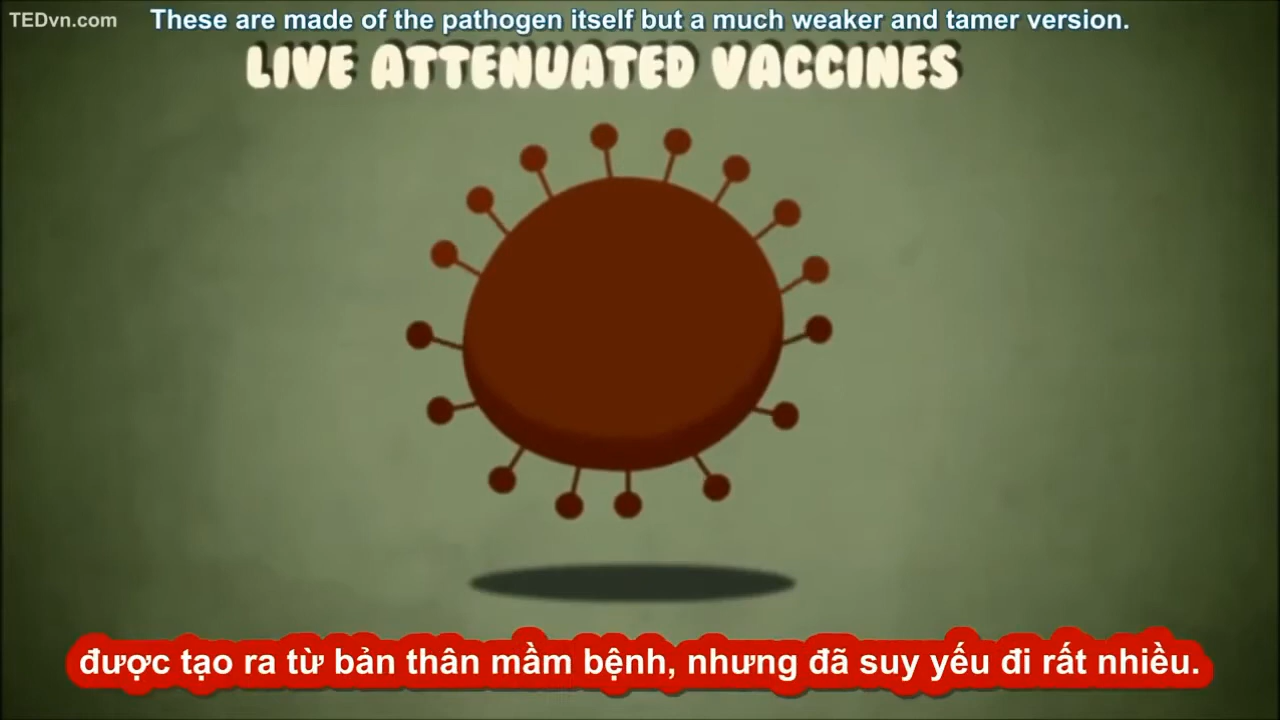 TEDvn.com
These are made of the pathogen itself but a much weaker and tamer version.
LIVE ATTENUATED VACCINES
được tạo ra từ bản thân mầm bệnh, nhưng đã suy yếu đi rất nhiều.